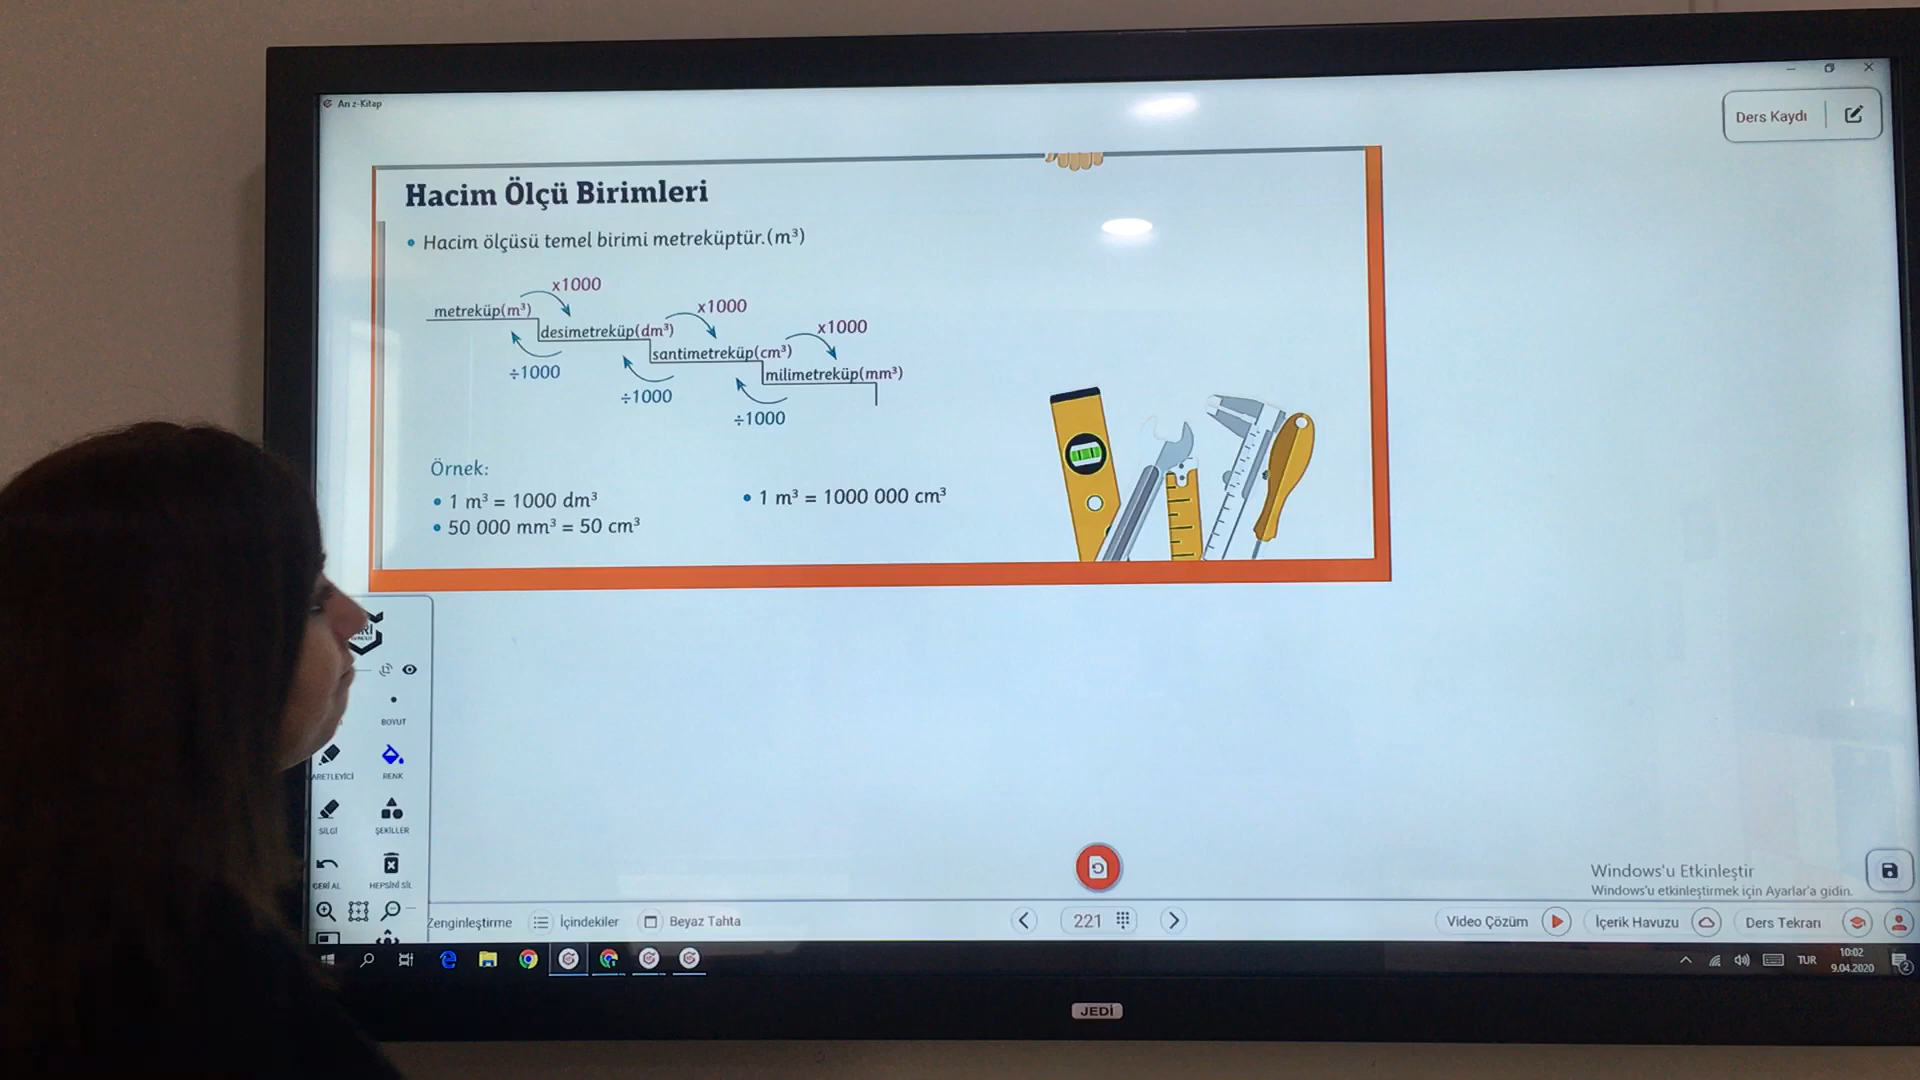 Arı z-Kitap
Ders Kaydı
Hacim Ölçü Birimleri
• Hacim ölçüsü temel birimi metreküptür.(m³)
x1000
metreküp(m³)
x1000
desimetreküp(dm³)
x1000
santimetreküp(cm³)
÷1000
milimetreküp(mm³)
÷1000
÷1000
Örnek:
• 1 m³ = 1000 dm³
• 1 m³ = 1000 000 cm³
• 50 000 mm³ = 50 cm³
BOYUT
RENK
SİLGİ
ŞEKİLLER
GERİ AL
HEPSİNİ SİL
Windows'u Etkinleştir
Windows'u etkinleştirmek için Ayarlar'a gidin.
Zenginleştirme
İçindekiler
Beyaz Tahta
221
Video Çözüm
İçerik Havuzu
Ders Tekrarı
TUR
10:02
9.04.2020
2
JEDİ